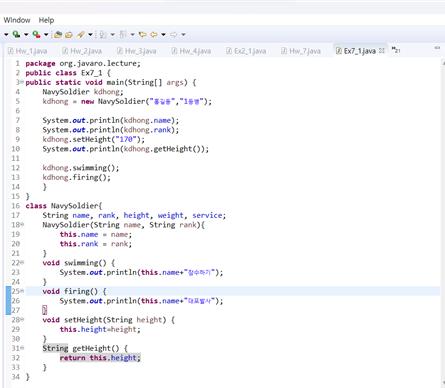 Window Help
Hw_1.java Hw_2.java Hw_3.java Hw_4.java Ex2_1.java Hw_7.java Ex7_1.java
1 package org.javaro.lecture;
2 public class Ex7_1 {
3 public static void main(String[] args) {
4 NavySoldier kdhong;
5 kdhong = new NavySoldier("홍길동","1등병");
6
7 System.out.println(kdhong.name);
8 System.out.println(kdhong.rank);
9 kdhong.setHeight("170");
10 System.out.println(kdhong.getHeight());
11
12 kdhong.swimming();
13 kdhong.firing();
14 }
15 }
16 class NavySoldier{
17 String name, rank, height, weight, service;
18 NavySoldier(String name, String rank){
19 this.name = name;
20 this.rank = rank;
21 }
22 void swimming() {
23 System.out.println(this.name+"잠수하기");
24 }
25 void firing() {
26 System.out.println(this.name+"대포발사");
27 }
28 void setHeight(String height) {
29 this.height=height;
30 }
31 String getHeight() {
32 return this.height;
33 }
34 }